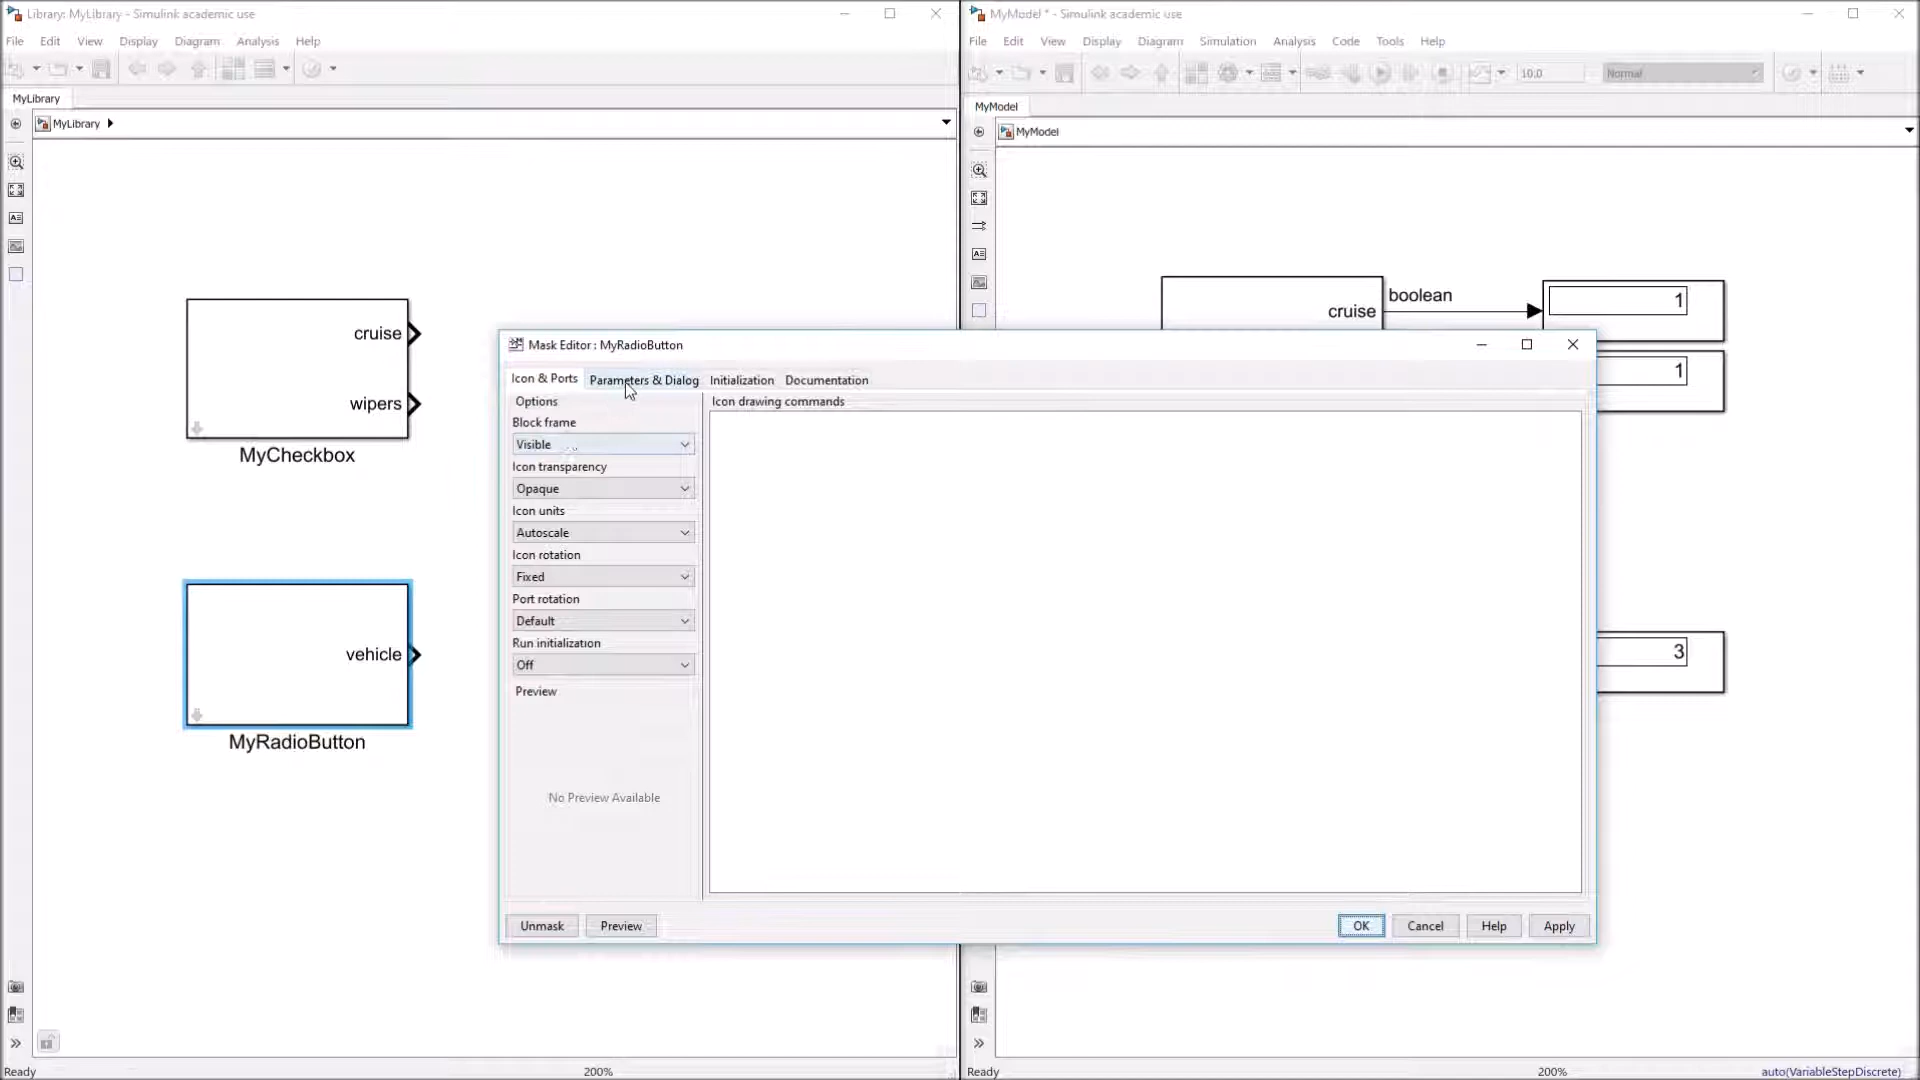 Library: MyLibrary - Simulink academic use
File Edit View Display Diagram Analysis Help
MyLibrary
MyLibrary
cruise
wipers
MyCheckbox
vehicle
MyRadioButton
Ready 200%
MyModel * - Simulink academic use
File Edit View Display Diagram Simulation Analysis Code Tools Help
10.0 Normal
MyModel
MyModel
cruise boolean 1
1
3
Ready 200% auto(VariableStepDiscrete)
Mask Editor : MyRadioButton
Icon & Ports Parameters & Dialog Initialization Documentation
Options
Block frame
Visible
Icon transparency
Opaque
Icon units
Autoscale
Icon rotation
Fixed
Port rotation
Default
Run initialization
Off
Preview
No Preview Available
Icon drawing commands
Unmask Preview OK Cancel Help Apply